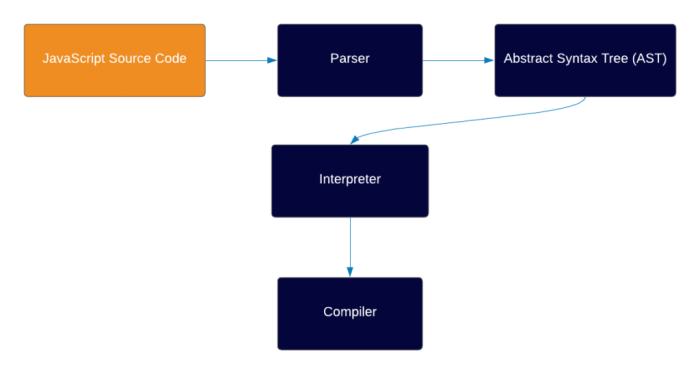 JavaScript Source Code
Parser
Abstract Syntax Tree (AST)
Interpreter
Compiler